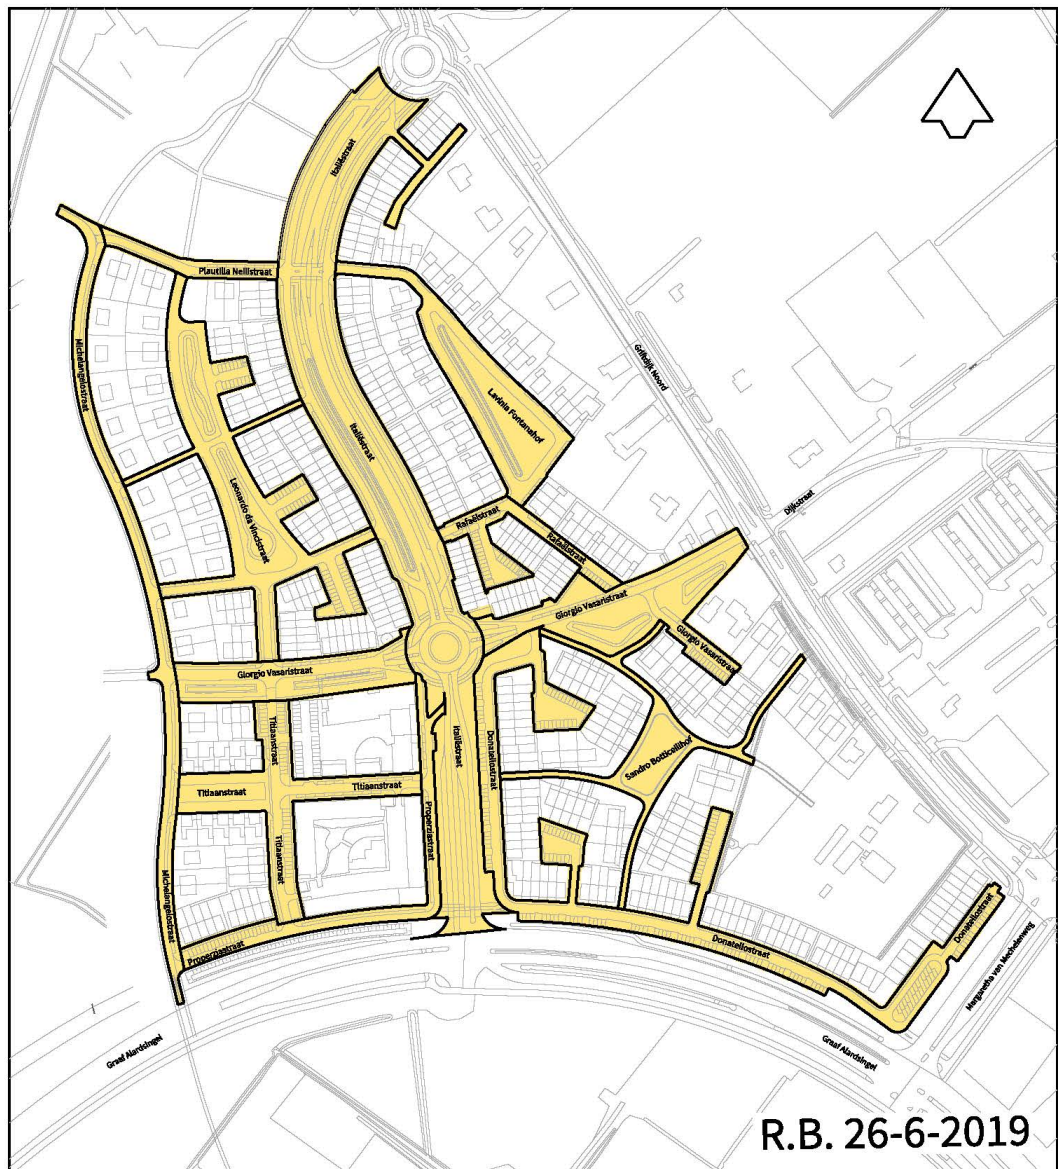 Italiëstraat
Plautilla Nellistraat
Michelangelostraat
Griftdijk Noord
Lavinia Fontanahof
Italiëstraat
Leonardo da Vincistraat
Dijkstraat
Rafaëlstraat
Rafaëlstraat
Giorgio Vasaristraat
Giorgio Vasaristraat
Giorgio Vasaristraat
Titiaanstraat
Italiëstraat
Donatellostraat
Sandro Botticellihof
Titiaanstraat
Titiaanstraat
Properziastraat
Titiaanstraat
Michelangelostraat
Properziastraat
Donatellostraat
Donatellostraat
Margaretha van Mechelenweg
Graaf Alardsingel
Graaf Alardsingel
R.B. 26-6-2019